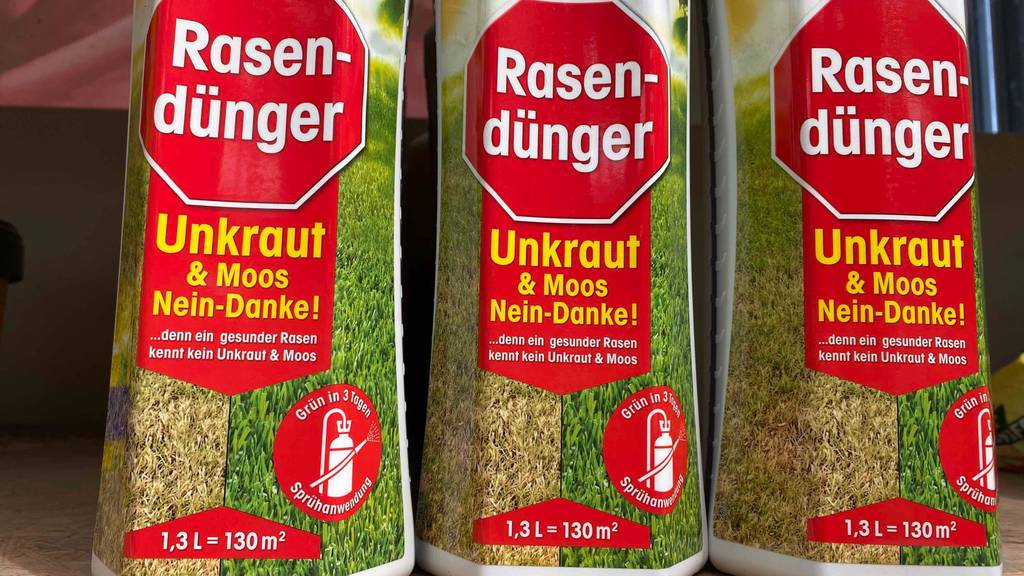 Rasen-
dünger
Unkraut
& Moos
Nein-Danke!
...denn ein gesunder Rasen
kennt kein Unkraut & Moos
Grün in 3 Tagen
Sprühanwendung
1,3 L = 130 m²
Rasen-
dünger
Unkraut
& Moos
Nein-Danke!
...denn ein gesunder Rasen
kennt kein Unkraut & Moos
Grün in 3 Tagen
Sprühanwendung
1,3 L = 130 m²
Rasen-
dünger
Unkraut
& Moos
Nein-Danke!
...denn ein gesunder Rasen
kennt kein Unkraut & Moos
Grün in 3
1,3 L = 130 m²